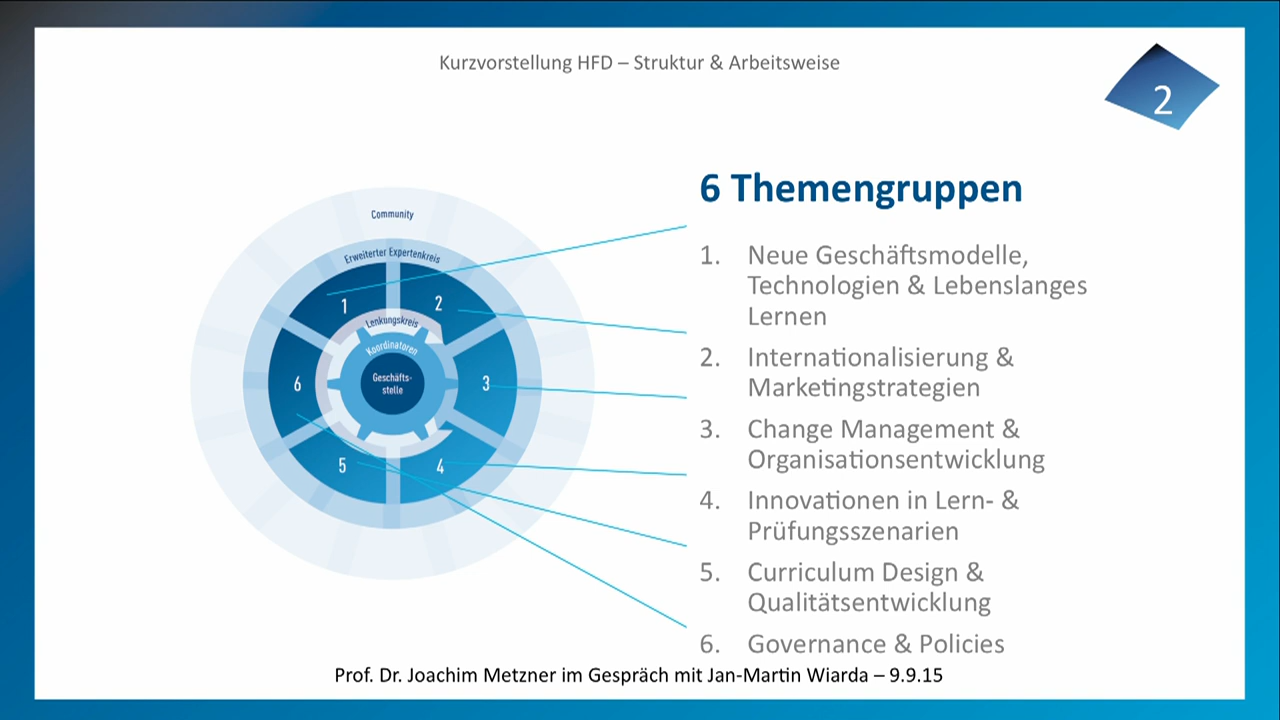 Kurzvorstellung HFD – Struktur & Arbeitsweise
2
6 Themengruppen
1. Neue Geschäftsmodelle,
Technologien & Lebenslanges
Lernen
2. Internationalisierung &
Marketingstrategien
3. Change Management &
Organisationsentwicklung
4. Innovationen in Lern- &
Prüfungsszenarien
5. Curriculum Design &
Qualitätsentwicklung
6. Governance & Policies
Community
Erweiterter Expertenkreis
1
2
Lenkungskreis
Koordinatoren
Geschäfts-
stelle
6
3
5
4
Prof. Dr. Joachim Metzner im Gespräch mit Jan-Martin Wiarda – 9.9.15